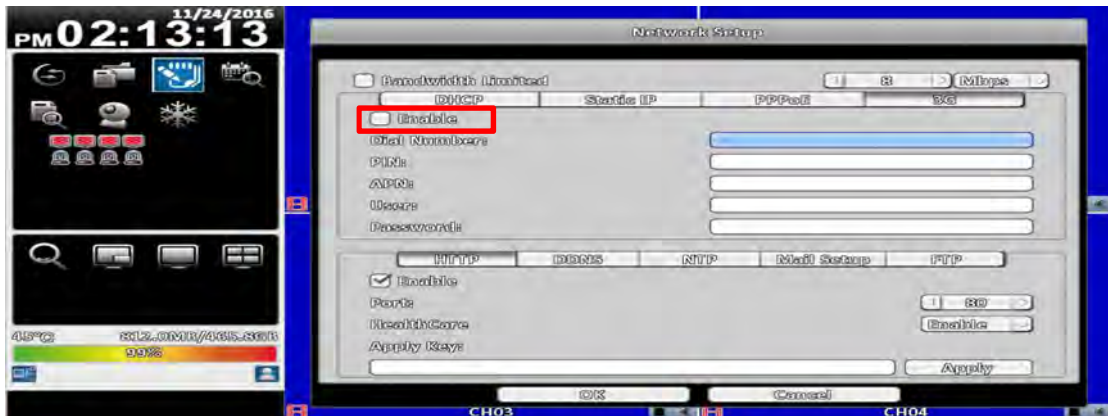 11/24/2016
PM 02:13:13
Network Setup
Bandwidth Limited 8 Mbps
DHCP Static IP PPPoE 3G
Enable
Dial Number:
PIN:
APN:
User:
Password:
HTTP DDNS NTP Mail Setup FTP
Enable
Port: 80
HealthCare Enable
Apply Key:
Apply
OK Cancel
45°C 812.0MB/465.8GB
99%
CH03 CH04